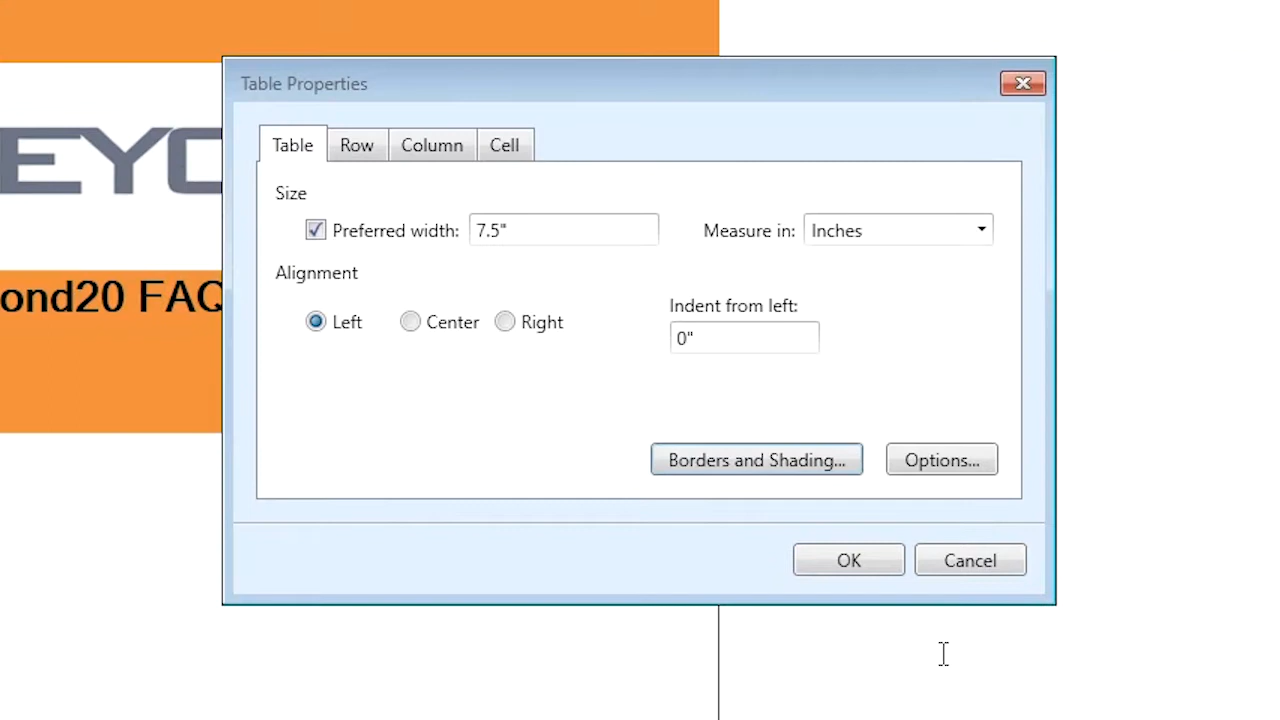 Table Properties
EYO
Table Row Column Cell
Size
Preferred width: 7.5" Measure in: Inches
Alignment
ond20 FAQ
Indent from left:
Left Center Right
0"
Borders and Shading... Options...
OK Cancel